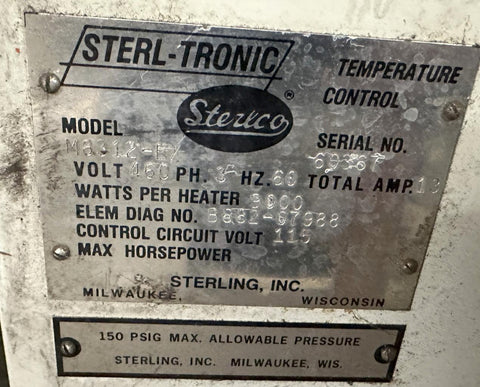 STERL-TRONIC
TEMPERATURE
CONTROL
Sterlco ®
MODEL SERIAL NO.
VOLT 460 PH. 3 HZ. 60 TOTAL AMP.
WATTS PER HEATER 9000
ELEM DIAG NO.
CONTROL CIRCUIT VOLT 115
MAX HORSEPOWER
STERLING, INC.
MILWAUKEE, WISCONSIN
150 PSIG MAX. ALLOWABLE PRESSURE
STERLING, INC. MILWAUKEE, WIS.